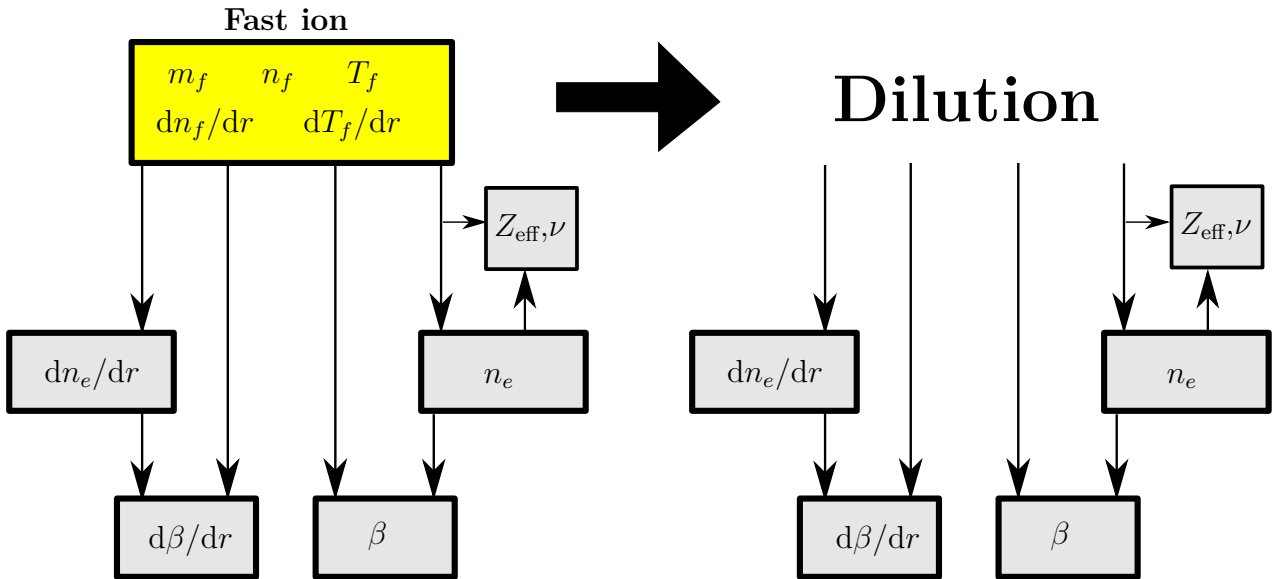 Fast ion
m_f n_f T_f
dn_f/dr dT_f/dr
Dilution
Z_eff,ν
Z_eff,ν
dn_e/dr
n_e
dn_e/dr
n_e
dβ/dr
β
dβ/dr
β